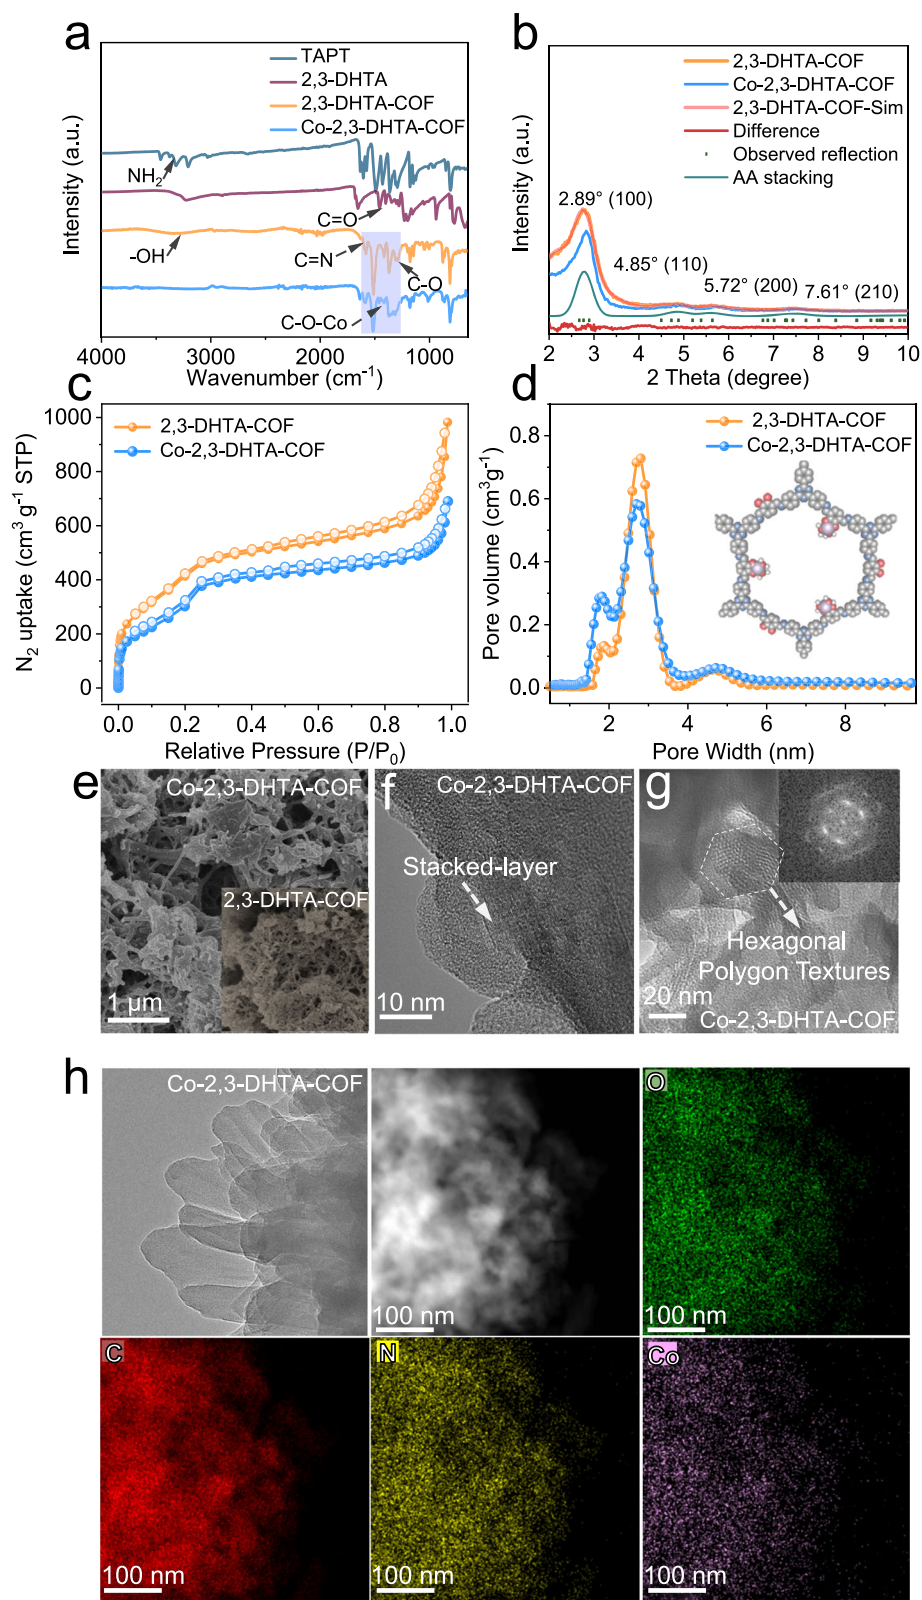 a
TAPT
2,3-DHTA
2,3-DHTA-COF
Co-2,3-DHTA-COF
NH₂
C=O
-OH
C=N
C-O
C-O-Co
Intensity (a.u.)
4000 3000 2000 1000
Wavenumber (cm⁻¹)
b
2,3-DHTA-COF
Co-2,3-DHTA-COF
2,3-DHTA-COF-Sim
Difference
Observed reflection
AA stacking
2.89° (100)
4.85° (110)
5.72° (200)
7.61° (210)
Intensity (a.u.)
2 3 4 5 6 7 8 9 10
2 Theta (degree)
c
2,3-DHTA-COF
Co-2,3-DHTA-COF
N₂ uptake (cm³ g⁻¹ STP)
1000
800
600
400
200
0
0.0 0.2 0.4 0.6 0.8 1.0
Relative Pressure (P/P₀)
d
2,3-DHTA-COF
Co-2,3-DHTA-COF
Pore volume (cm³g⁻¹)
0.8
0.6
0.4
0.2
0.0
2 4 6 8
Pore Width (nm)
e
Co-2,3-DHTA-COF
2,3-DHTA-COF
1 μm
f
Co-2,3-DHTA-COF
Stacked-layer
10 nm
g
Hexagonal
Polygon Textures
20 nm
Co-2,3-DHTA-COF
h
Co-2,3-DHTA-COF
100 nm
O
100 nm
C
100 nm
N
100 nm
Co
100 nm